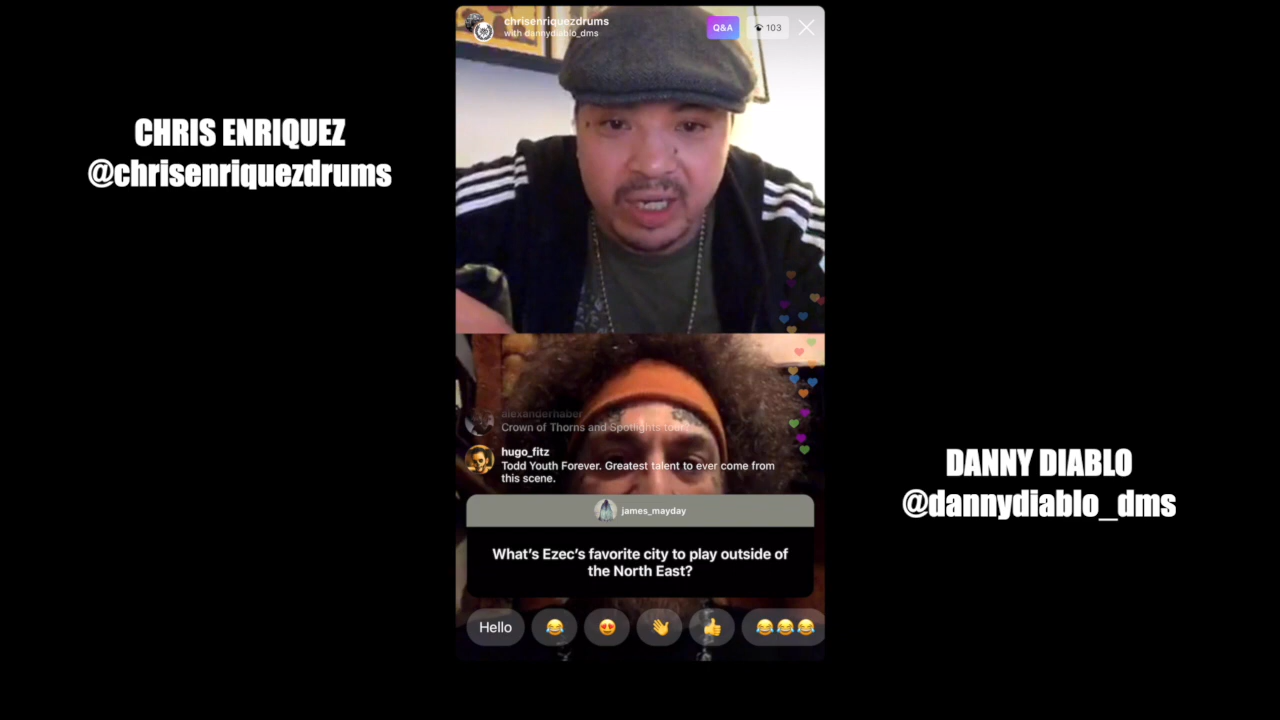 chrisenriquezdrums
with dannydiablo_dms
Q&A
103
CHRIS ENRIQUEZ
@chrisenriquezdrums
alexanderhaber
Crown of Thorns and Spotlights tour?
hugo_fitz
Todd Youth Forever. Greatest talent to ever come from
this scene.
DANNY DIABLO
@dannydiablo_dms
james_mayday
What's Ezec's favorite city to play outside of
the North East?
Hello